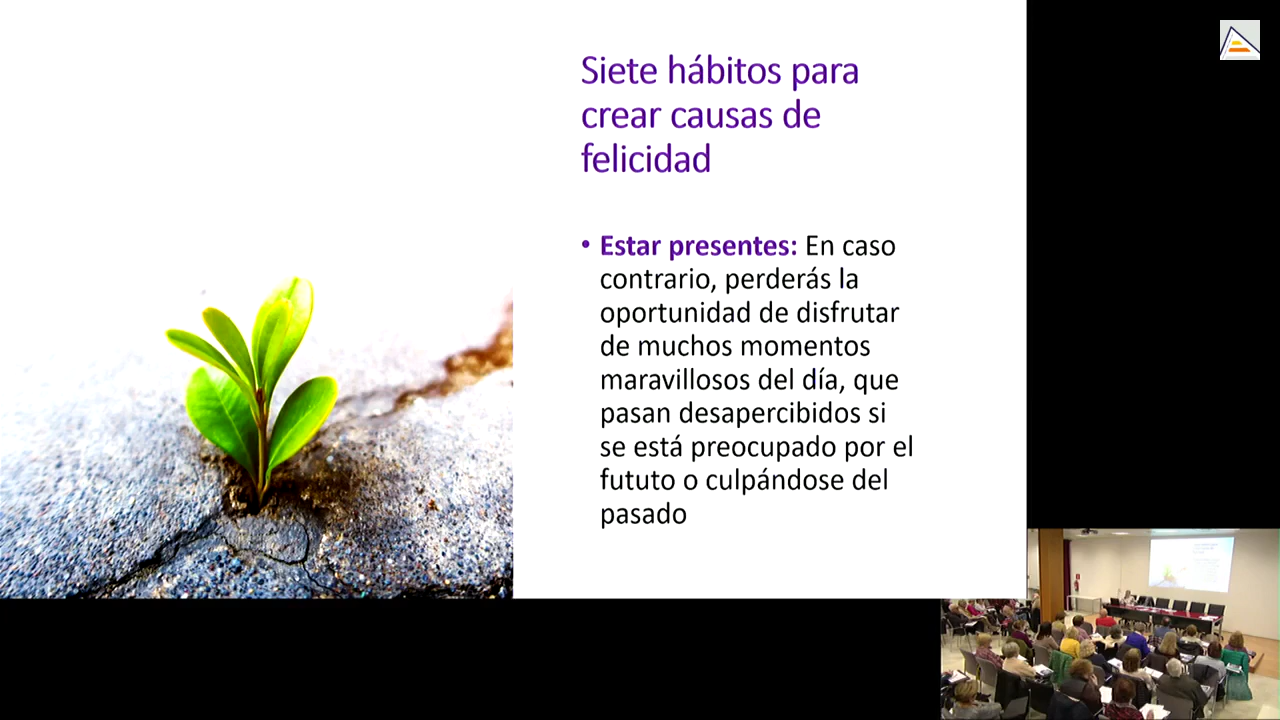 Siete hábitos para
crear causas de
felicidad
• Estar presentes: En caso
contrario, perderás la
oportunidad de disfrutar
de muchos momentos
maravillosos del día, que
pasan desapercibidos si
se está preocupado por el
fututo o culpándose del
pasado